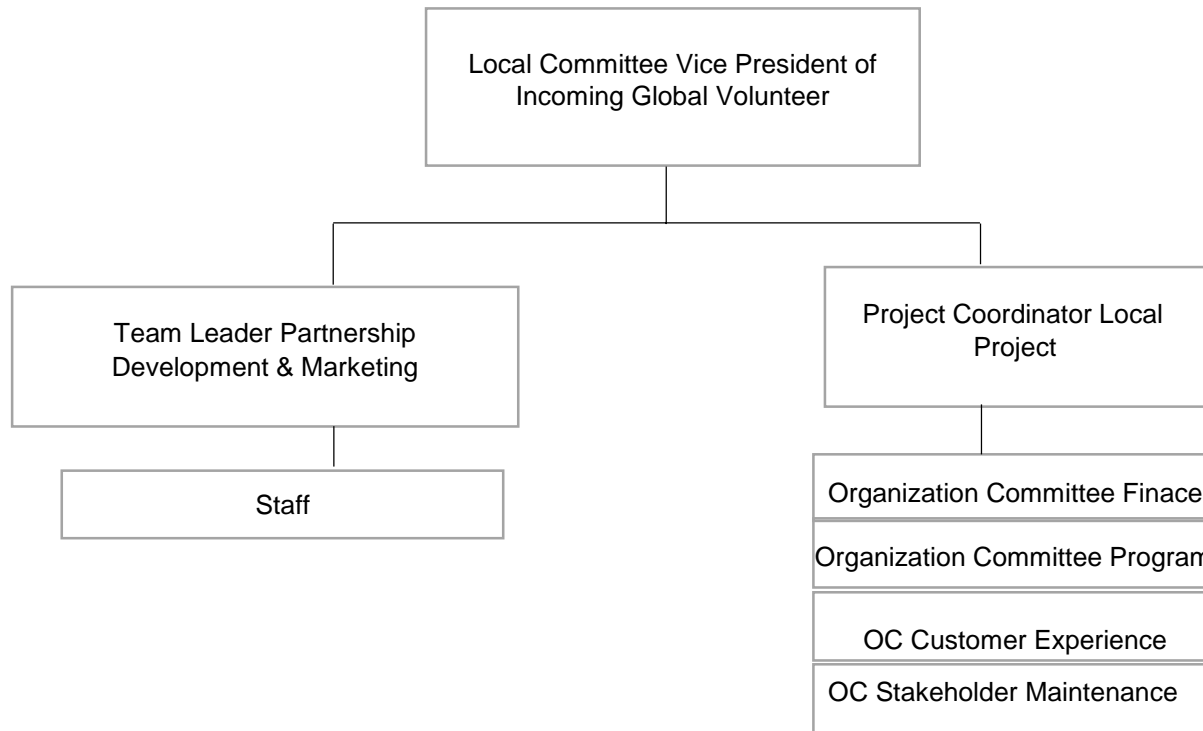 Local Committee Vice President of
Incoming Global Volunteer
Team Leader Partnership
Development & Marketing
Project Coordinator Local
Project
Staff
Organization Committee Finace
Organization Committee Program
OC Customer Experience
OC Stakeholder Maintenance